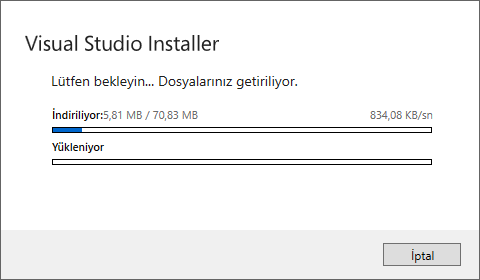 Visual Studio Installer
Lütfen bekleyin... Dosyalarınız getiriliyor.
İndiriliyor:5,81 MB / 70,83 MB 834,08 KB/sn
Yükleniyor
İptal